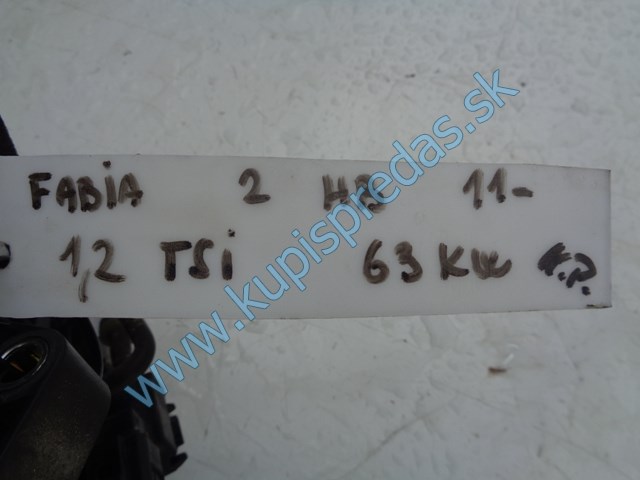 FABIA 2 HB 11-
1,2 TSi 63 KW K.P.
www.kupispredas.sk